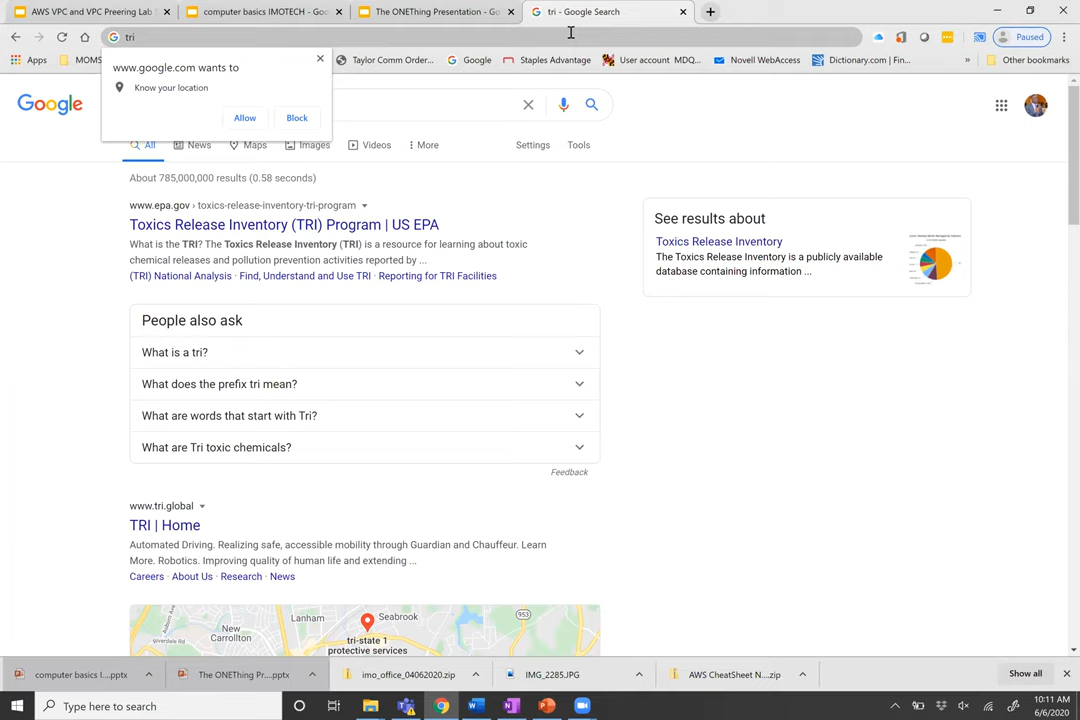 AWS VPC and VPC Preering Lab
computer basics IMOTECH - Goo
The ONEThing Presentation - Go
tri - Google Search
tri
Paused
Apps
MOMS
Taylor Comm Order...
Google
Staples Advantage
User account MDQ...
Novell WebAccess
Dictionary.com | Fin...
»
Other bookmarks
www.google.com wants to
Know your location
Allow
Block
Google
All
News
Maps
Images
Videos
More
Settings
Tools
About 785,000,000 results (0.58 seconds)
www.epa.gov › toxics-release-inventory-tri-program
Toxics Release Inventory (TRI) Program | US EPA
What is the TRI? The Toxics Release Inventory (TRI) is a resource for learning about toxic
chemical releases and pollution prevention activities reported by ...
(TRI) National Analysis · Find, Understand and Use TRI · Reporting for TRI Facilities
See results about
Toxics Release Inventory
The Toxics Release Inventory is a publicly available
database containing information ...
People also ask
What is a tri?
What does the prefix tri mean?
What are words that start with Tri?
What are Tri toxic chemicals?
Feedback
www.tri.global
TRI | Home
Automated Driving. Realizing safe, accessible mobility through Guardian and Chauffeur. Learn
More. Robotics. Improving quality of human life and extending ...
Careers · About Us · Research · News
Lanham
Seabrook
953
New
Carrollton
tri-state 1
protective services
computer basics I....pptx
The ONEThing Pr....pptx
imo_office_04062020.zip
IMG_2285.JPG
AWS CheatSheet N....zip
Show all
Type here to search
10:11 AM
6/6/2020